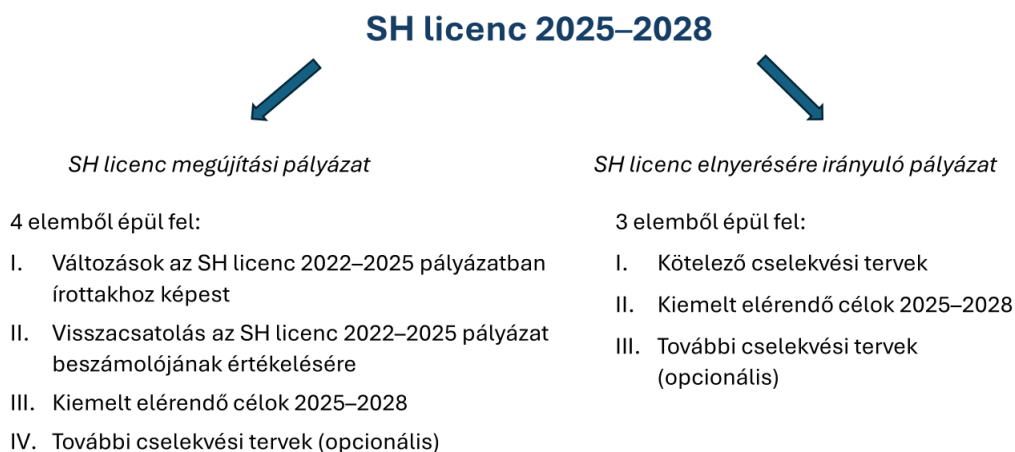 SH licenc 2025–2028
SH licenc megújítási pályázat
4 elemből épül fel:
I. Változások az SH licenc 2022–2025 pályázatban
írottakhoz képest
II. Visszacsatolás az SH licenc 2022–2025 pályázat
beszámolójának értékelésére
III. Kiemelt elérendő célok 2025–2028
IV. További cselekvési tervek (opcionális)
SH licenc elnyerésére irányuló pályázat
3 elemből épül fel:
I. Kötelező cselekvési tervek
II. Kiemelt elérendő célok 2025–2028
III. További cselekvési tervek
(opcionális)